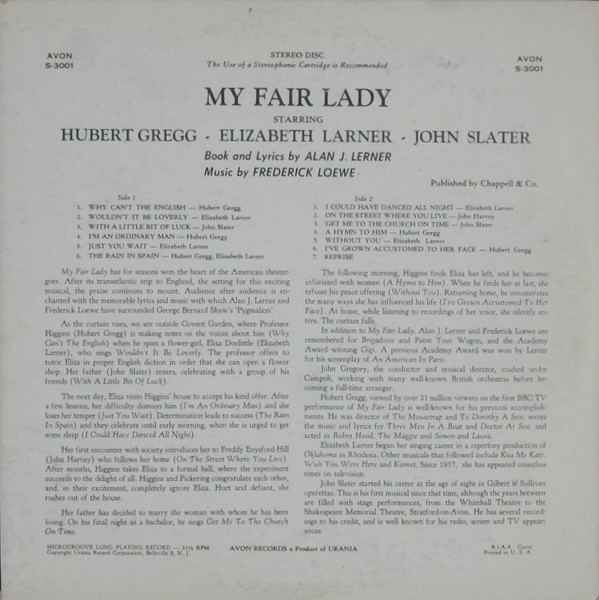 AVON
S-3001
STEREO DISC
The Use of a Stereophonic Cartridge is Recommended
AVON
S-3001
MY FAIR LADY
STARRING
HUBERT GREGG - ELIZABETH LARNER - JOHN SLATER
Book and Lyrics by ALAN J. LERNER
Music by FREDERICK LOEWE
Published by Chappell & Co.
Side 1
1. WHY CAN'T THE ENGLISH — Hubert Gregg
2. WOULDN'T IT BE LOVERLY — Elizabeth Larner
3. WITH A LITTLE BIT OF LUCK — John Slater
4. I'M AN ORDINARY MAN — Hubert Gregg
5. JUST YOU WAIT — Elizabeth Larner
6. THE RAIN IN SPAIN — Hubert Gregg, Elizabeth Larner
Side 2
1. I COULD HAVE DANCED ALL NIGHT — Elizabeth Larner
2. ON THE STREET WHERE YOU LIVE — John Harvey
3. GET ME TO THE CHURCH ON TIME — John Slater
4. A HYMN TO HIM — Hubert Gregg
5. WITHOUT YOU — Elizabeth Larner
6. I'VE GROWN ACCUSTOMED TO HER FACE — Hubert Gregg
7. REPRISE
My Fair Lady has for seasons won the heart of the American theater-
goer. After its transatlantic trip to England, the setting for this exciting
musical, the praise continues to mount. Audience after audience is en-
chanted with the memorable lyrics and music with which Alan J. Lerner and
Frederick Loewe have surrounded George Bernard Shaw's 'Pygmalion'.
As the curtain rises, we are outside Covent Garden, where Professor
Higgins (Hubert Gregg) is making notes on the voices about him (Why
Can't The English) when he spies a flower-girl, Eliza Doolittle (Elizabeth
Larner), who sings Wouldn't It Be Loverly. The professor offers to
tutor Eliza in proper English diction in order that she can open a flower
shop. Her father (John Slater) enters, celebrating with a group of his
friends (With A Little Bit Of Luck).
The next day, Eliza visits Higgins' house to accept his kind offer. After
a few lessons, her difficulty dismays him (I'm An Ordinary Man) and she
loses her temper (Just You Wait). Determination leads to success (The Rain
In Spain) and they celebrate until early morning, when she is urged to get
some sleep (I Could Have Danced All Night).
Her first encounter with society introduces her to Freddy Eynsford Hill
(John Harvey) who follows her home (On The Street Where You Live).
After months, Higgins takes Eliza to a formal ball, where the experiment
succeeds to the delight of all. Higgins and Pickering congratulate each other,
and, in their excitement, completely ignore Eliza. Hurt and defiant, she
rushes out of the house.
Her father has decided to marry the woman with whom he has been
living. On his final night as a bachelor, he sings Get Me To The Church
On Time.
The following morning, Higgins finds Eliza has left, and he becomes
infuriated with women (A Hymn to Him). When he finds her at last, she
refuses his peace offering (Without You). Returning home, he innumerates
the many ways she has influenced his life (I've Grown Accustomed To Her
Face). At home, while listening to recordings of her voice, she silently en-
ters. The curtain falls.
In addition to My Fair Lady, Alan J. Lerner and Frederick Loewe are
remembered for Brigadoon and Paint Your Wagon, and the Academy
Award winning Gigi. A previous Academy Award was won by Lerner
for his screenplay of An American In Paris.
John Gregory, the conductor and musical director, studied under
Campoli, working with many well-known British orchestras before be-
coming a full-time arranger.
Hubert Gregg, viewed by over 21 million viewers on the first BBC TV
performance of My Fair Lady is well-known for his previous accomplish-
ments. He was director of The Mousetrap and To Dorothy A Son, wrote
the music and lyrics for Three Men In A Boat and Doctor At Sea, and
acted in Robin Hood, The Maggie and Simon and Laura.
Elizabeth Larner began her singing career in a repertory production of
Oklahoma in Rhodesia. Other musicals that followed include Kiss Me Kate,
Wish You Were Here and Kismet. Since 1957, she has appeared countless
times on television.
John Slater started his career at the age of eight in Gilbert & Sullivan
operettas. This is his first musical since that time, although the years between
are filled with stage performances, from the Whitehall Theatre to the
Shakespeare Memorial Theatre, Stratford-on-Avon. He has several record-
ings to his credit, and is well known for his radio, screen and TV appear-
ances.
MICROGROOVE LONG PLAYING RECORD — 33⅓ RPM
Copyright Urania Record Corporation, Belleville 9, N. J.
AVON RECORDS a Product of URANIA
R.I.A.A. Curve
Printed in U. S. A.